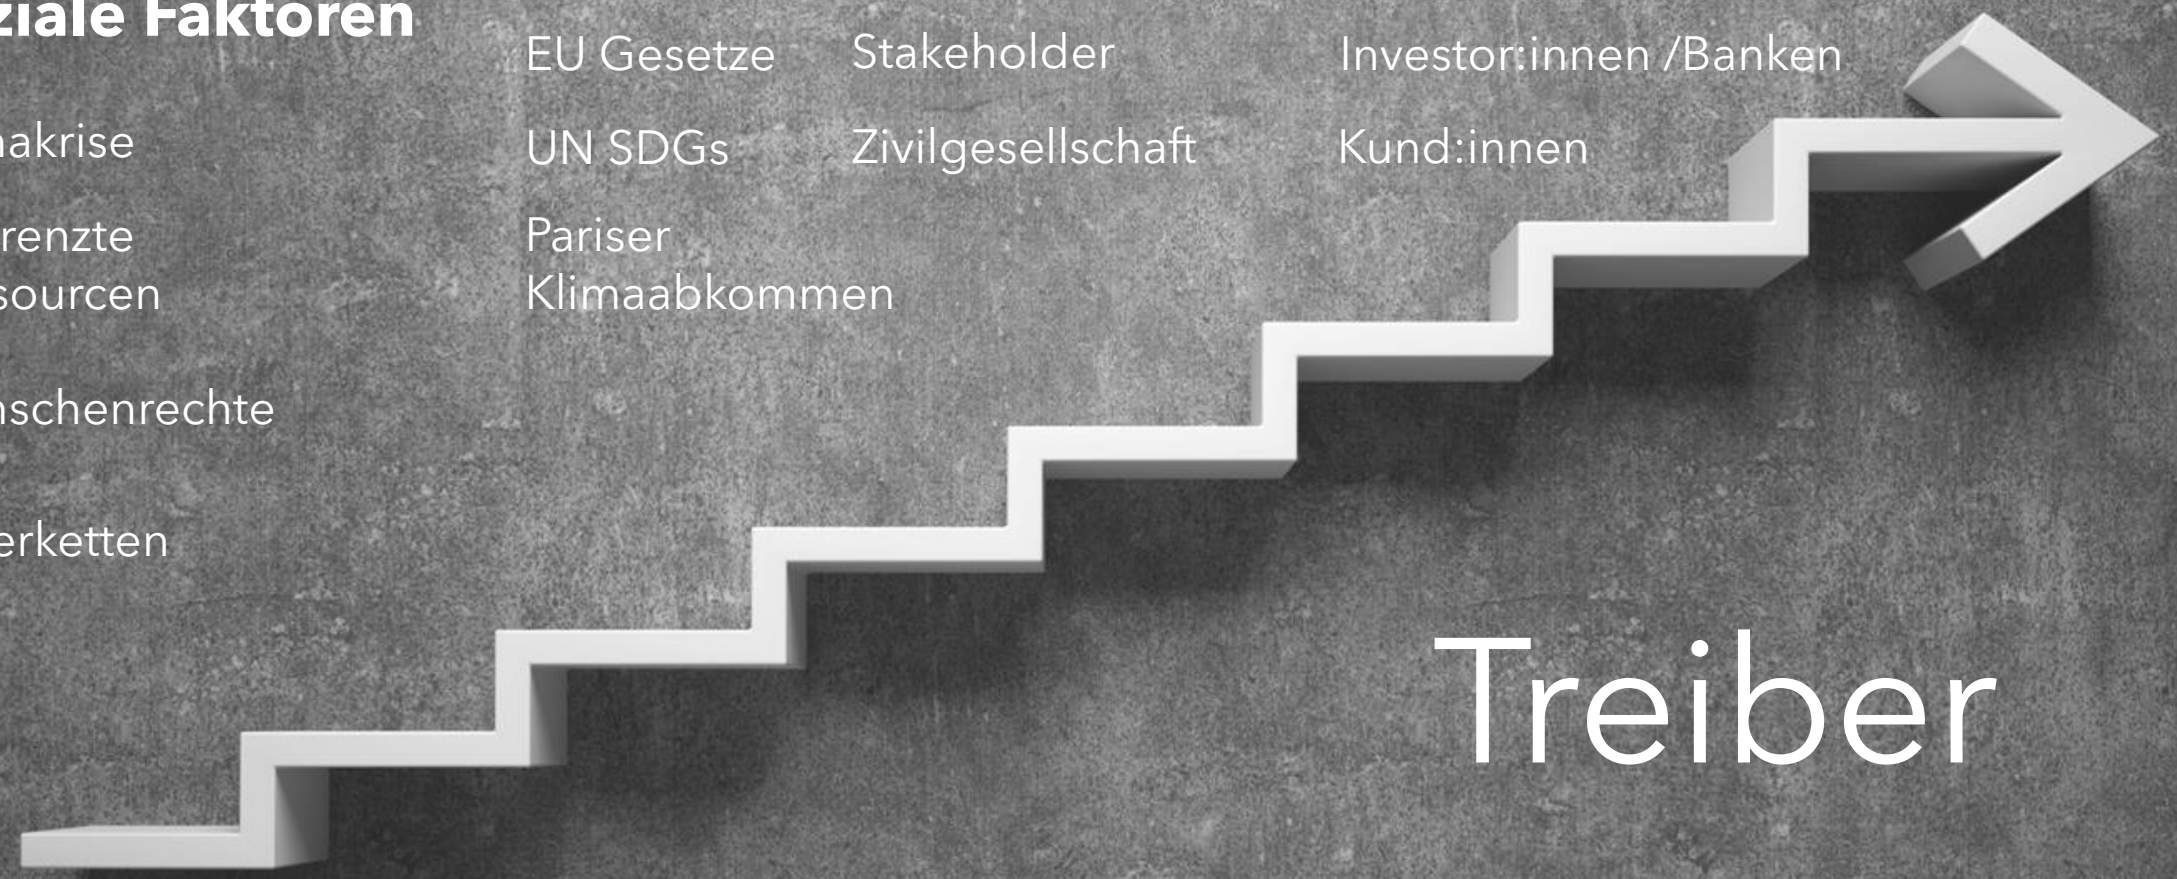 ziale Faktoren
akrise
renzte
sourcen
schenrechte
erketten
EU Gesetze
UN SDGs
Pariser
Klimaabkommen
Stakeholder
Zivilgesellschaft
Investor:innen /Banken
Kund:innen
Treiber